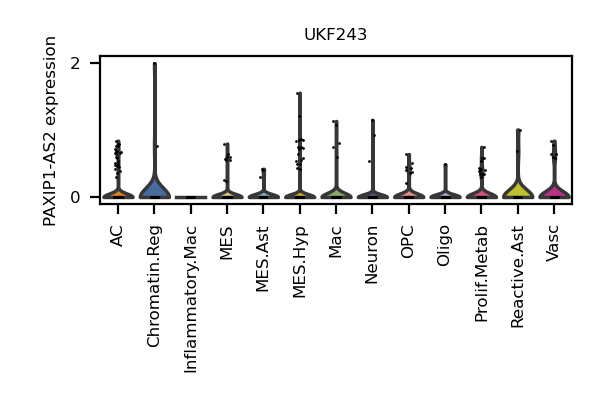 UKF243
PAXIP1-AS2 expression
2
0
AC
Chromatin.Reg
Inflammatory.Mac
MES
MES.Ast
MES.Hyp
Mac
Neuron
OPC
Oligo
Prolif.Metab
Reactive.Ast
Vasc